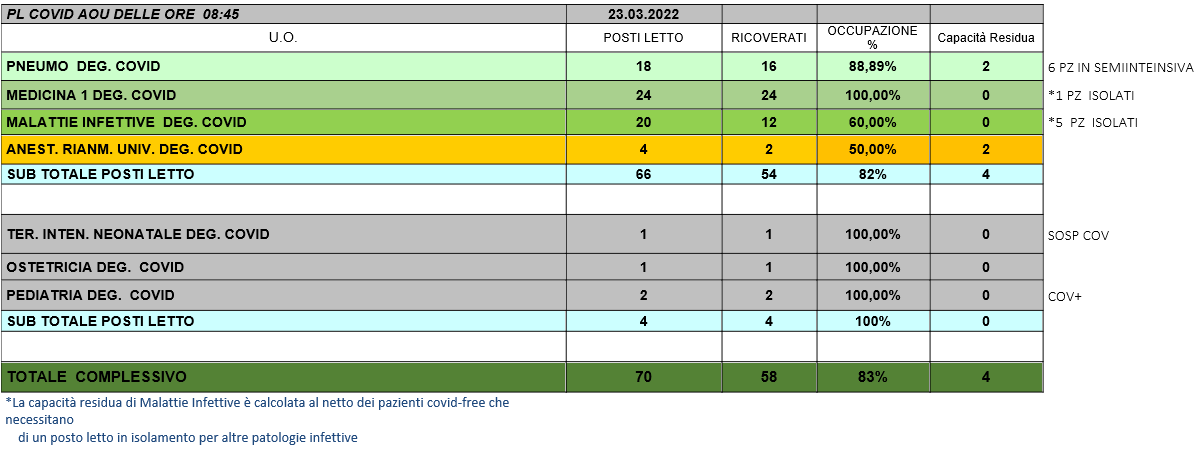 PL COVID AOU DELLE ORE 08:45 23.03.2022
U.O. POSTI LETTO RICOVERATI OCCUPAZIONE % Capacità Residua
PNEUMO DEG. COVID 18 16 88,89% 2 6 PZ IN SEMIINTEINSIVA
MEDICINA 1 DEG. COVID 24 24 100,00% 0 *1 PZ ISOLATI
MALATTIE INFETTIVE DEG. COVID 20 12 60,00% 0 *5 PZ ISOLATI
ANEST. RIANM. UNIV. DEG. COVID 4 2 50,00% 2
SUB TOTALE POSTI LETTO 66 54 82% 4
TER. INTEN. NEONATALE DEG. COVID 1 1 100,00% 0 SOSP COV
OSTETRICIA DEG. COVID 1 1 100,00% 0
PEDIATRIA DEG. COVID 2 2 100,00% 0 COV+
SUB TOTALE POSTI LETTO 4 4 100% 0
TOTALE COMPLESSIVO 70 58 83% 4
*La capacità residua di Malattie Infettive è calcolata al netto dei pazienti covid-free che
necessitano
di un posto letto in isolamento per altre patologie infettive